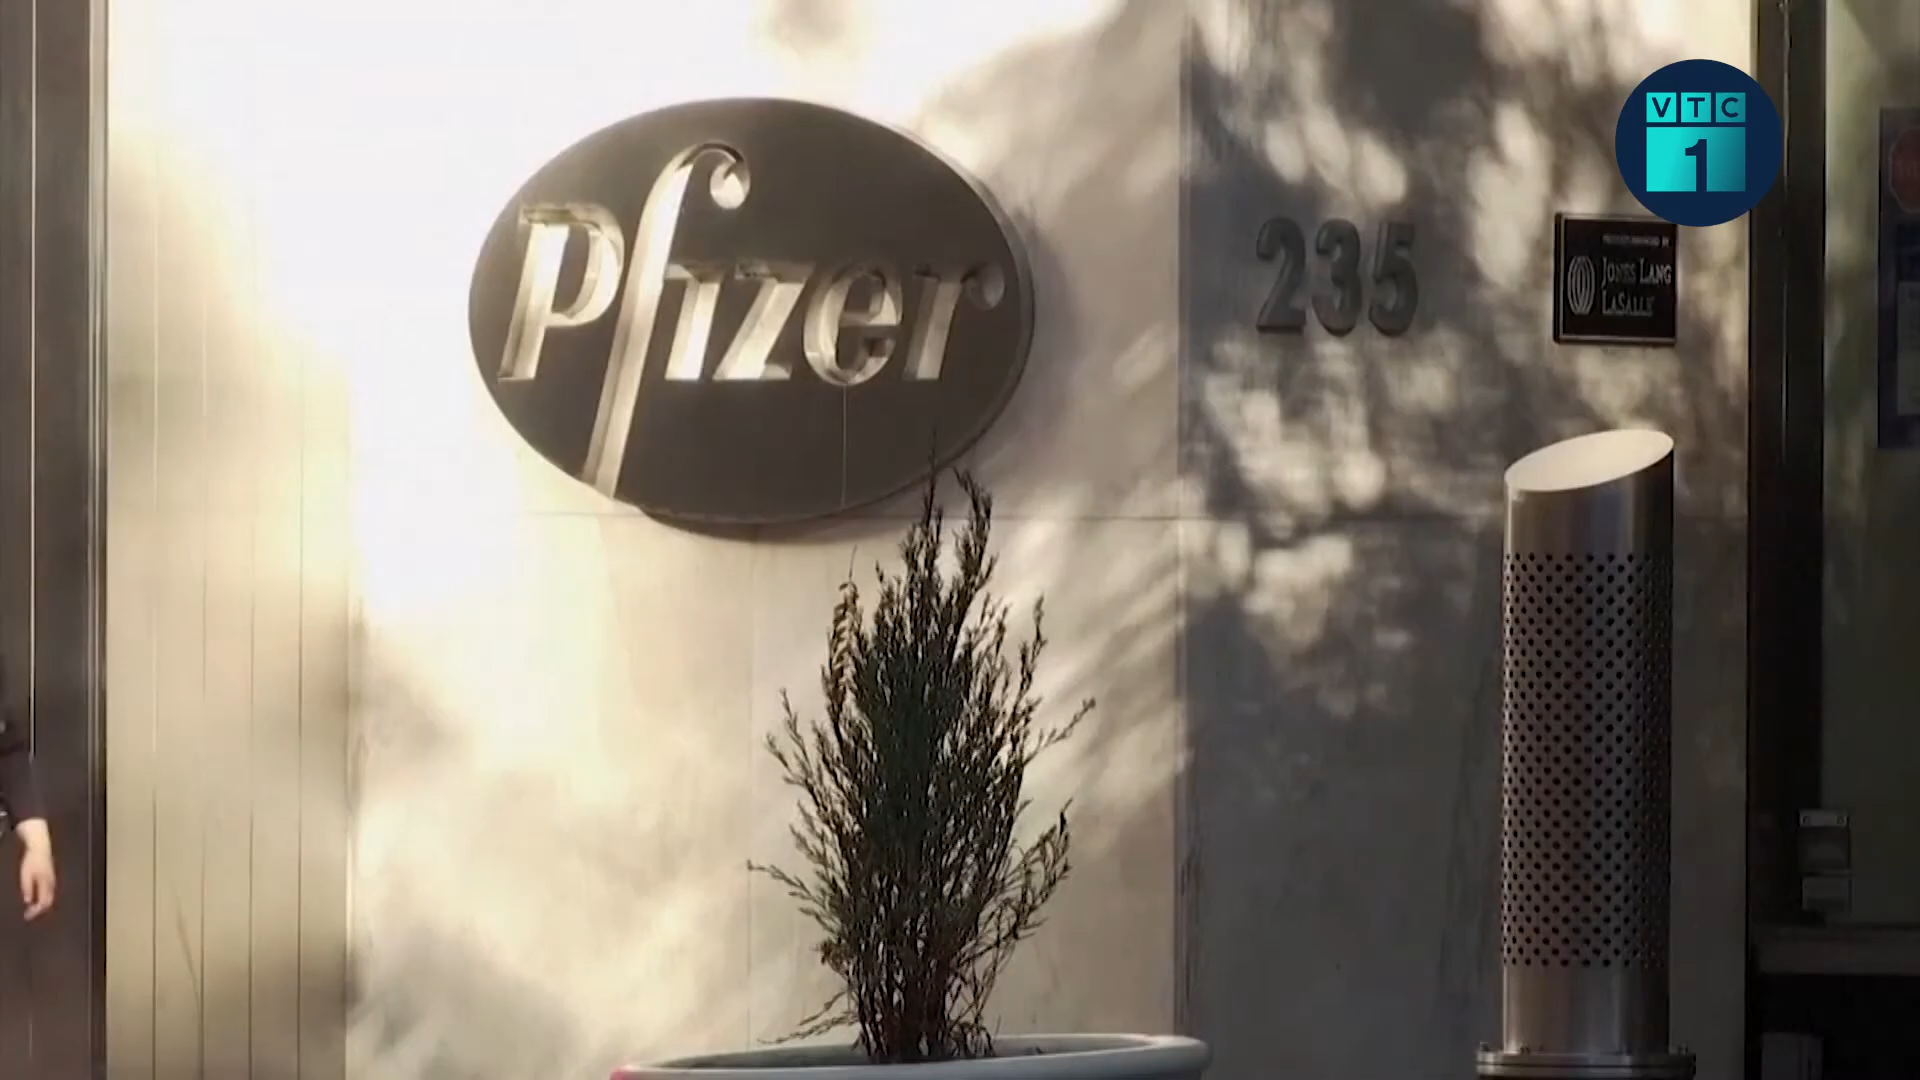 Pfizer
235
VTC
1
JONES LANG
LASALLE